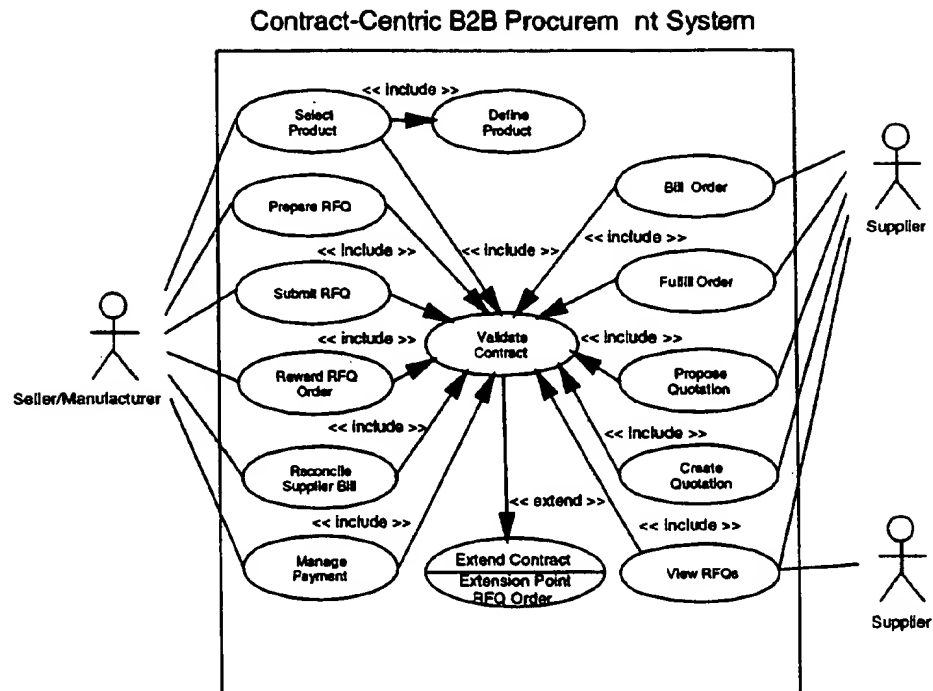 Contract-Centric B2B Procurem nt System
<< include >>
Select
Product
Define
Product
Prepare RFQ
Bill Order
Supplier
<< include >>
<< include >>
<< include >>
Submit RFQ
Fulfill Order
Validate
Contract
<< include >>
<< include >>
Reward RFQ
Order
Propose
Quotation
Seller/Manufacturer
<< include >>
<< include >>
Reconcile
Supplier Bill
Create
Quotation
<< extend >>
<< include >>
<< include >>
Manage
Payment
Extend Contract
Extension Point
RFQ Order
View RFQs
Supplier